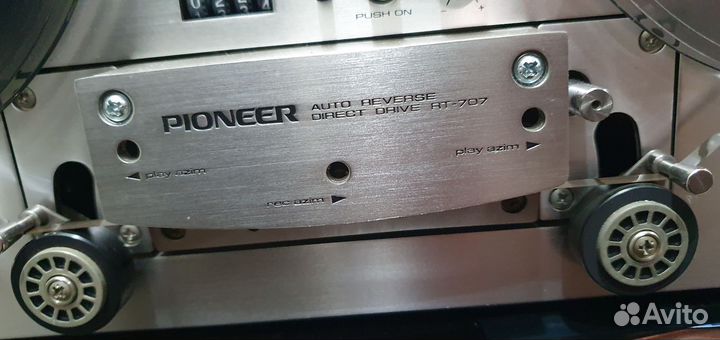 PUSH ON
- +
PIONEER AUTO REVERSE
DIRECT DRIVE RT-707
◄ play azim
play azim ►
rec azim ►
Avito